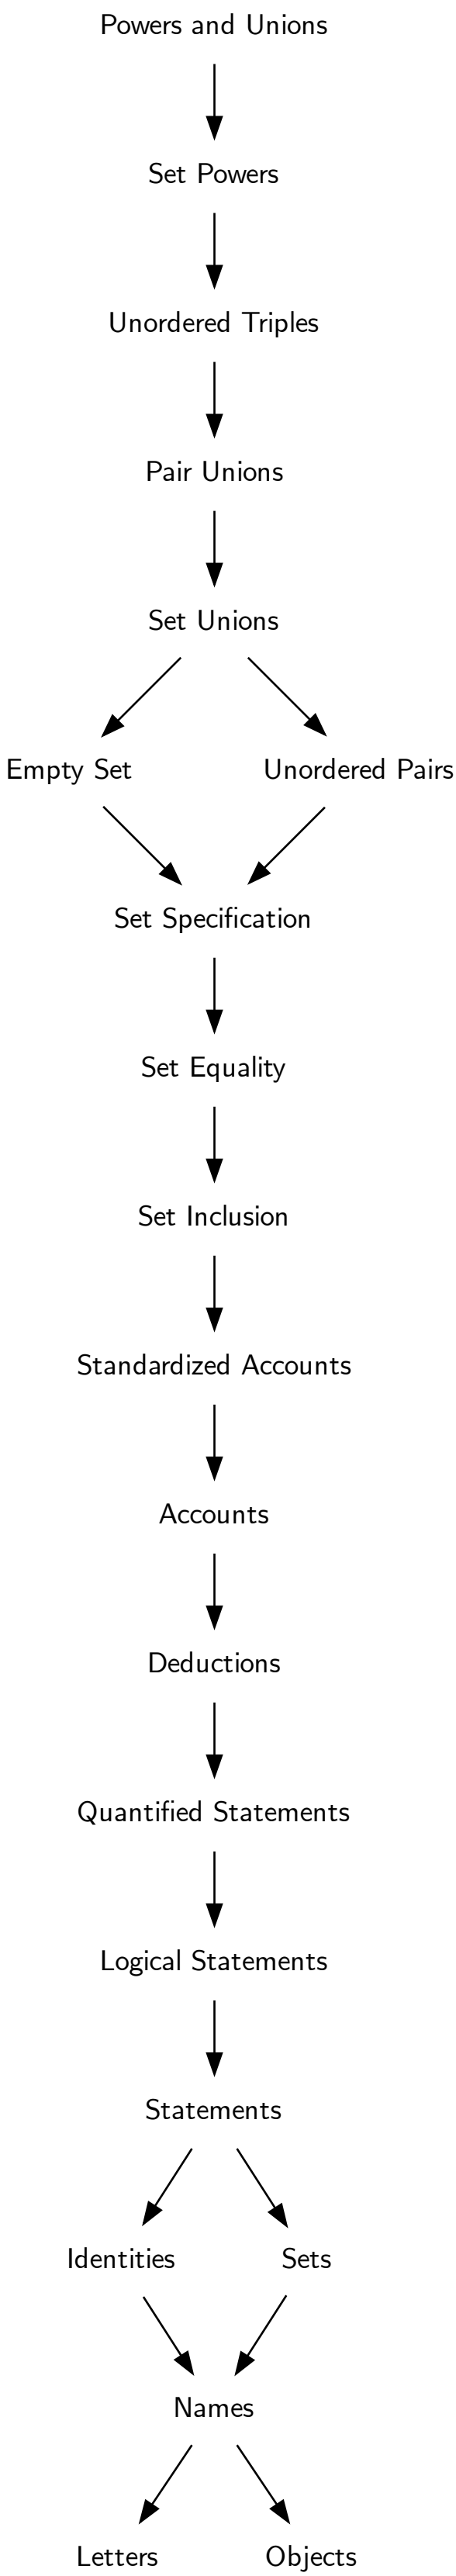 Powers and Unions
Set Powers
Unordered Triples
Pair Unions
Set Unions
Empty Set
Unordered Pairs
Set Specification
Set Equality
Set Inclusion
Standardized Accounts
Accounts
Deductions
Quantified Statements
Logical Statements
Statements
Identities
Sets
Names
Letters
Objects